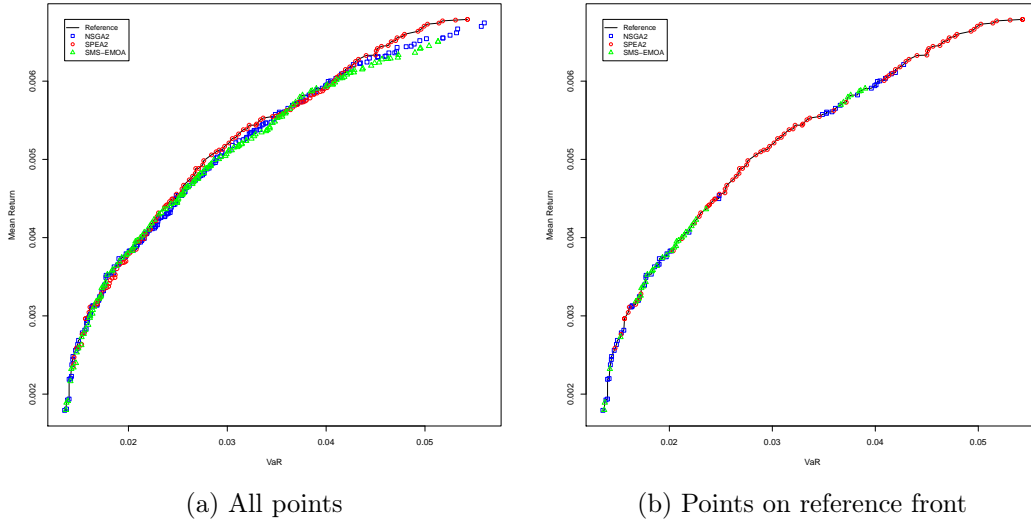 Reference
NSGA2
SPEA2
SMS−EMOA
Mean Return
0.006
0.005
0.004
0.003
0.002
0.02 0.03 0.04 0.05
VaR
(a) All points
Reference
NSGA2
SPEA2
SMS−EMOA
Mean Return
0.006
0.005
0.004
0.003
0.002
0.02 0.03 0.04 0.05
VaR
(b) Points on reference front